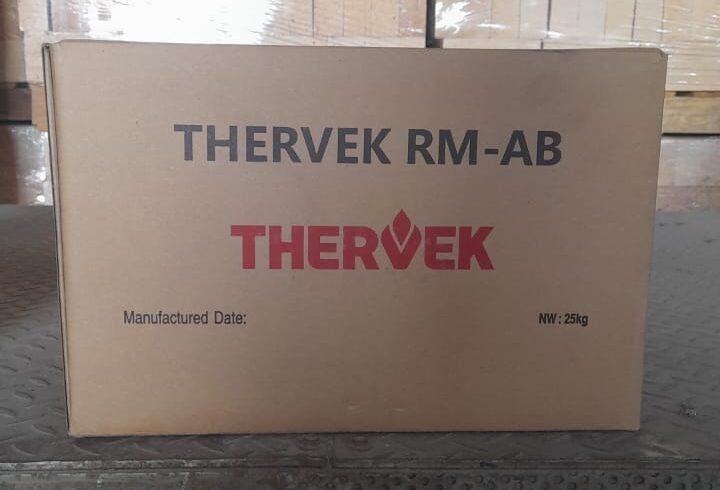 THERVEK RM-AB
THERVEK
Manufactured Date:
NW: 25kg